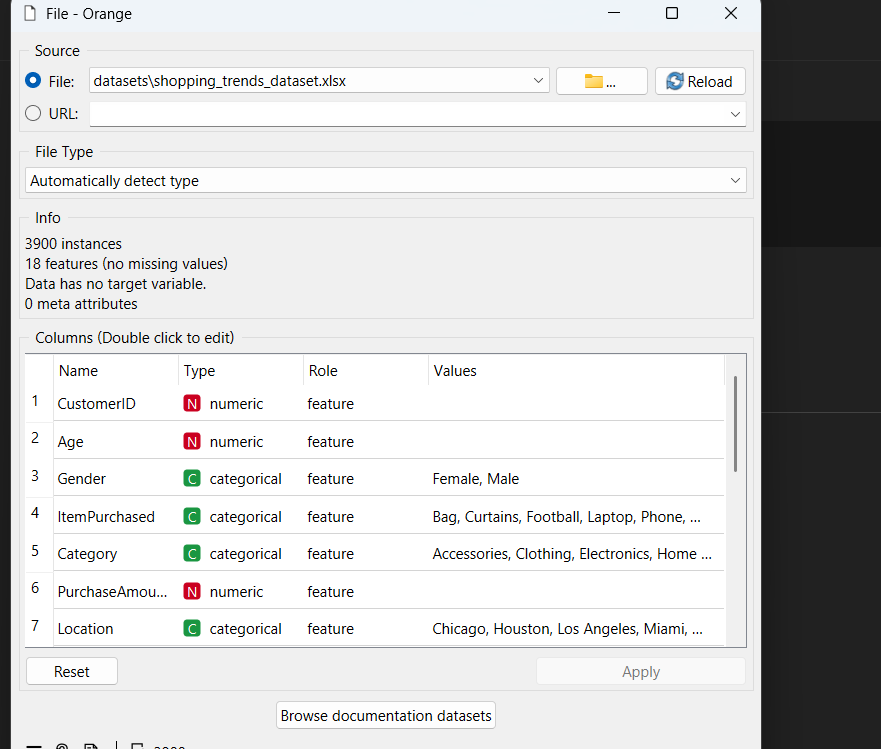 File - Orange
Source
File: datasets\shopping_trends_dataset.xlsx ... Reload
URL:
File Type
Automatically detect type
Info
3900 instances
18 features (no missing values)
Data has no target variable.
0 meta attributes
Columns (Double click to edit)
Name Type Role Values
1 CustomerID N numeric feature
2 Age N numeric feature
3 Gender C categorical feature Female, Male
4 ItemPurchased C categorical feature Bag, Curtains, Football, Laptop, Phone, ...
5 Category C categorical feature Accessories, Clothing, Electronics, Home ...
6 PurchaseAmou... N numeric feature
7 Location C categorical feature Chicago, Houston, Los Angeles, Miami, ...
Reset Apply
Browse documentation datasets